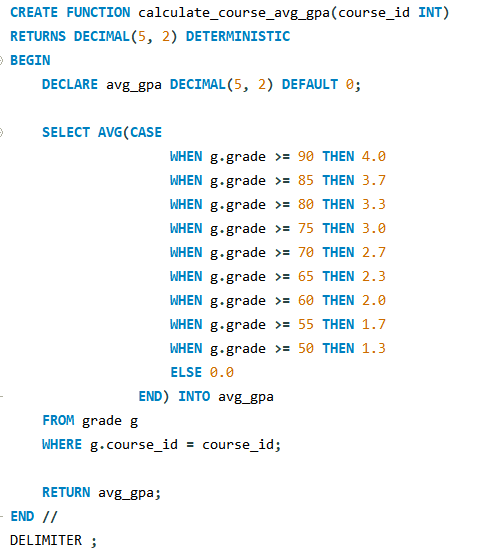 CREATE FUNCTION calculate_course_avg_gpa(course_id INT)
RETURNS DECIMAL(5, 2) DETERMINISTIC
BEGIN
    DECLARE avg_gpa DECIMAL(5, 2) DEFAULT 0;

    SELECT AVG(CASE
                    WHEN g.grade >= 90 THEN 4.0
                    WHEN g.grade >= 85 THEN 3.7
                    WHEN g.grade >= 80 THEN 3.3
                    WHEN g.grade >= 75 THEN 3.0
                    WHEN g.grade >= 70 THEN 2.7
                    WHEN g.grade >= 65 THEN 2.3
                    WHEN g.grade >= 60 THEN 2.0
                    WHEN g.grade >= 55 THEN 1.7
                    WHEN g.grade >= 50 THEN 1.3
                    ELSE 0.0
                END) INTO avg_gpa
    FROM grade g
    WHERE g.course_id = course_id;

    RETURN avg_gpa;
END //
DELIMITER ;